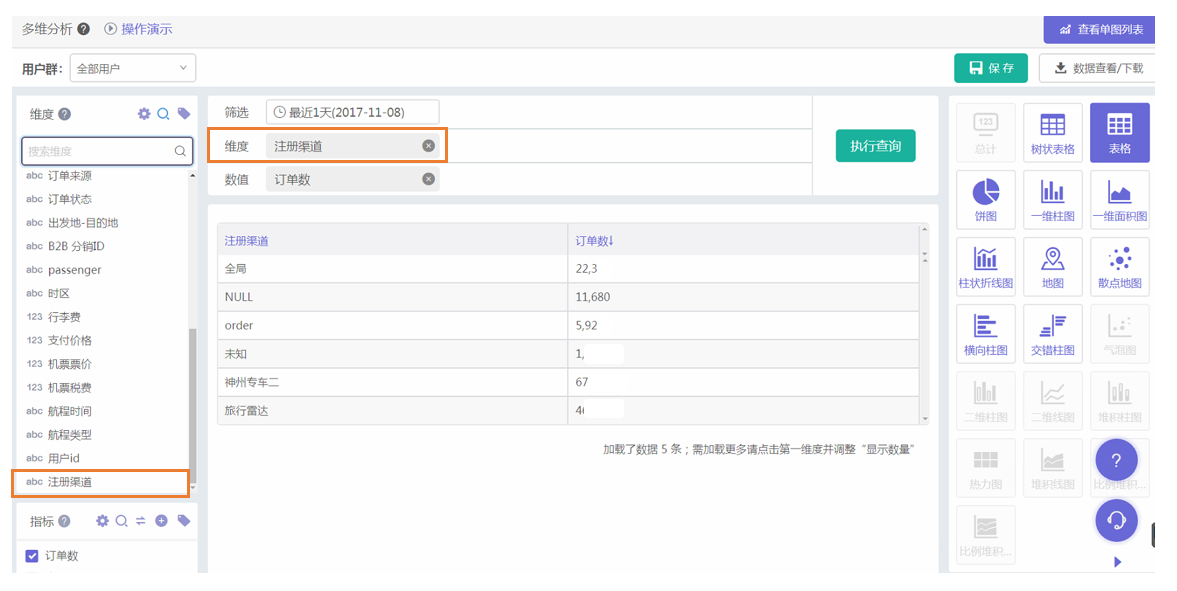 多维分析 ? 操作演示
查看单图列表
用户群： 全部用户
保存
数据查看/下载
维度 ?
搜索维度
abc 订单来源
abc 订单状态
abc 出发地-目的地
abc B2B 分销ID
abc passenger
abc 时区
123 行李费
123 支付价格
123 机票票价
123 机票税费
abc 航程时间
abc 航程类型
abc 用户id
abc 注册渠道
指标 ?
订单数
筛选 最近1天(2017-11-08)
维度 注册渠道
数值 订单数
执行查询
注册渠道 订单数↓
全局 22,3
NULL 11,680
order 5,92
未知 1,
神州专车二 67
旅行雷达 46
加载了数据 5 条；需加载更多请点击第一维度并调整“显示数量”
123
总计 树状表格 表格
饼图 一维柱图 一维面积图
柱状折线图 地图 散点地图
横向柱图 交错柱图 气泡图
二维柱图 二维线图 堆积柱图
?
热力图 堆积线图 比例堆积...
比例堆积...